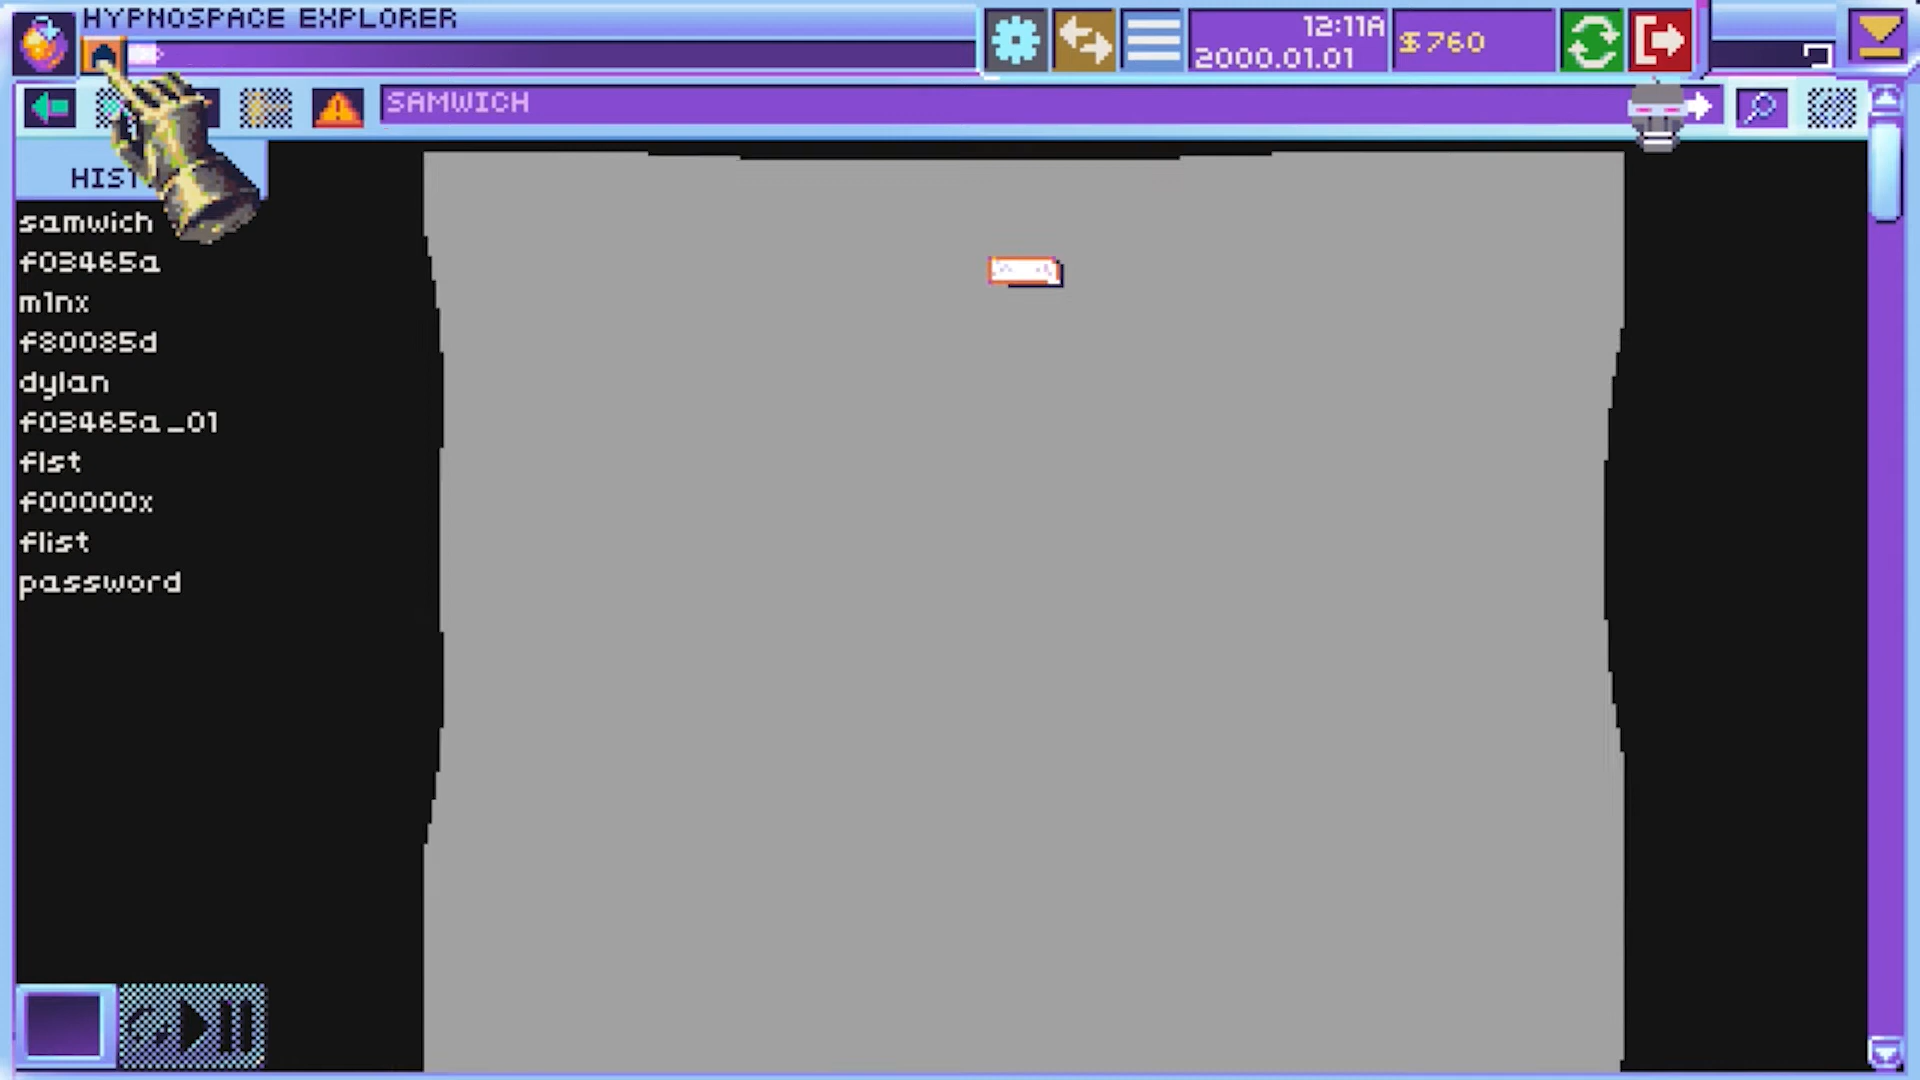 HYPNOSPACE EXPLORER
12:11A
2000.01.01
$760
SAMWICH
HIST
samwich
f03465a
m1nx
f80085d
dylan
f03465a_01
flst
f00000x
flist
password